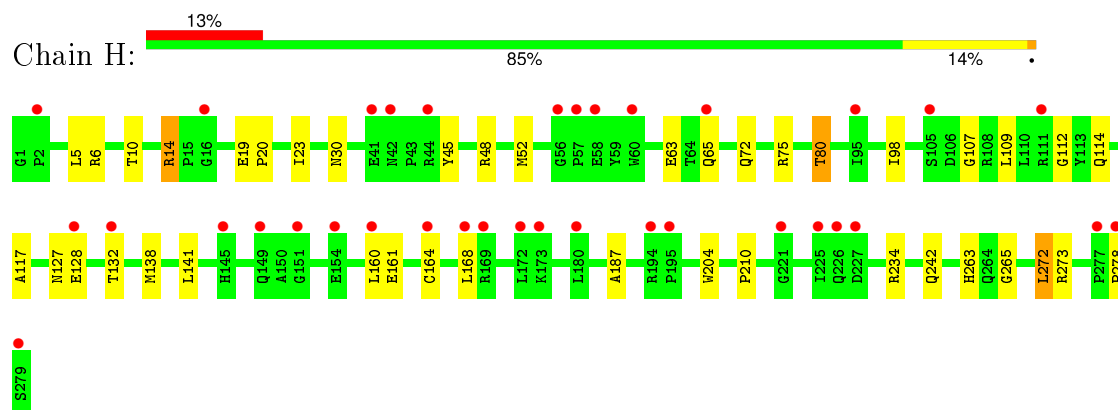 13%
Chain H:
85% 14% •
G1 P2 L5 R6 T10 R14 P15 G16 E19 P20 I23 N30 E41 N42 P43 R44 Y45 R48 M52 G56 P57 E58 Y59 W60 E63 T64 Q65 Q72 R75 T80 I95 I98 S105 D106 G107 R108 L109 L110 R111 G112 Y113 Q114
A117 N127 E128 T132 M138 L141 H145 Q149 A150 G151 E154 L160 E161 C164 L168 R169 L172 K173 L180 A187 R194 P195 W204 P210 G221 I225 Q226 D227 R234 Q242 H263 Q264 G265 L272 R273 P277
S279